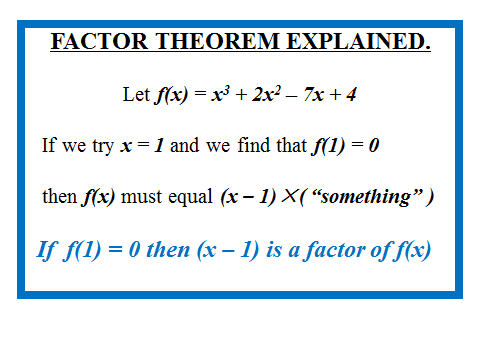 FACTOR THEOREM EXPLAINED.
Let f(x) = x³ + 2x² – 7x + 4
If we try x = 1 and we find that f(1) = 0
then f(x) must equal (x – 1) ×( “something” )
If f(1) = 0 then (x – 1) is a factor of f(x)